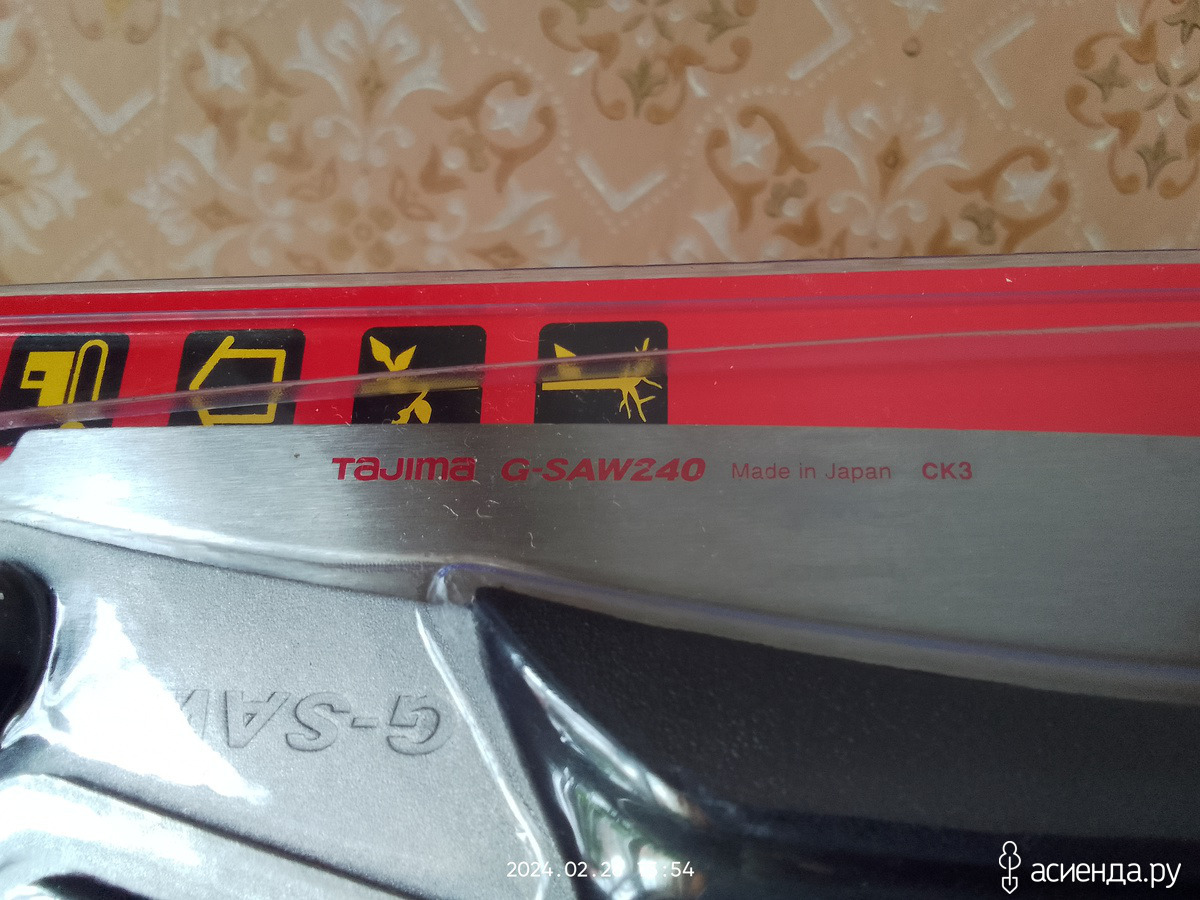 TAJIMA G-SAW240 Made in Japan CK3
G-SAW
2024.02.2
:54
асиенда.ру